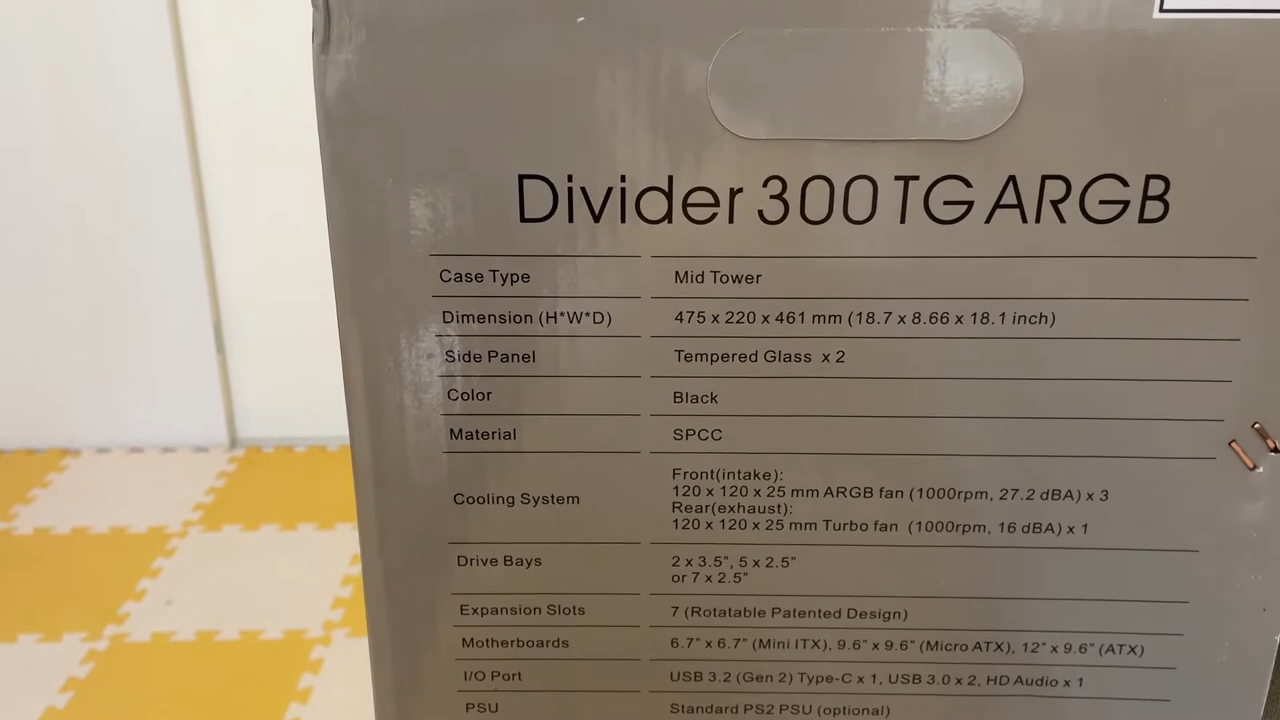 Divider 300 TG ARGB
Case Type Mid Tower
Dimension (H*W*D) 475 x 220 x 461 mm (18.7 x 8.66 x 18.1 inch)
Side Panel Tempered Glass x 2
Color Black
Material SPCC
Front(intake):
120 x 120 x 25 mm ARGB fan (1000rpm, 27.2 dBA) x 3
Cooling System
Rear(exhaust):
120 x 120 x 25 mm Turbo fan (1000rpm, 16 dBA) x 1
Drive Bays 2 x 3.5", 5 x 2.5"
or 7 x 2.5"
Expansion Slots 7 (Rotatable Patented Design)
Motherboards 6.7" x 6.7" (Mini ITX), 9.6" x 9.6" (Micro ATX), 12" x 9.6" (ATX)
I/O Port USB 3.2 (Gen 2) Type-C x 1, USB 3.0 x 2, HD Audio x 1
PSU Standard PS2 PSU (optional)